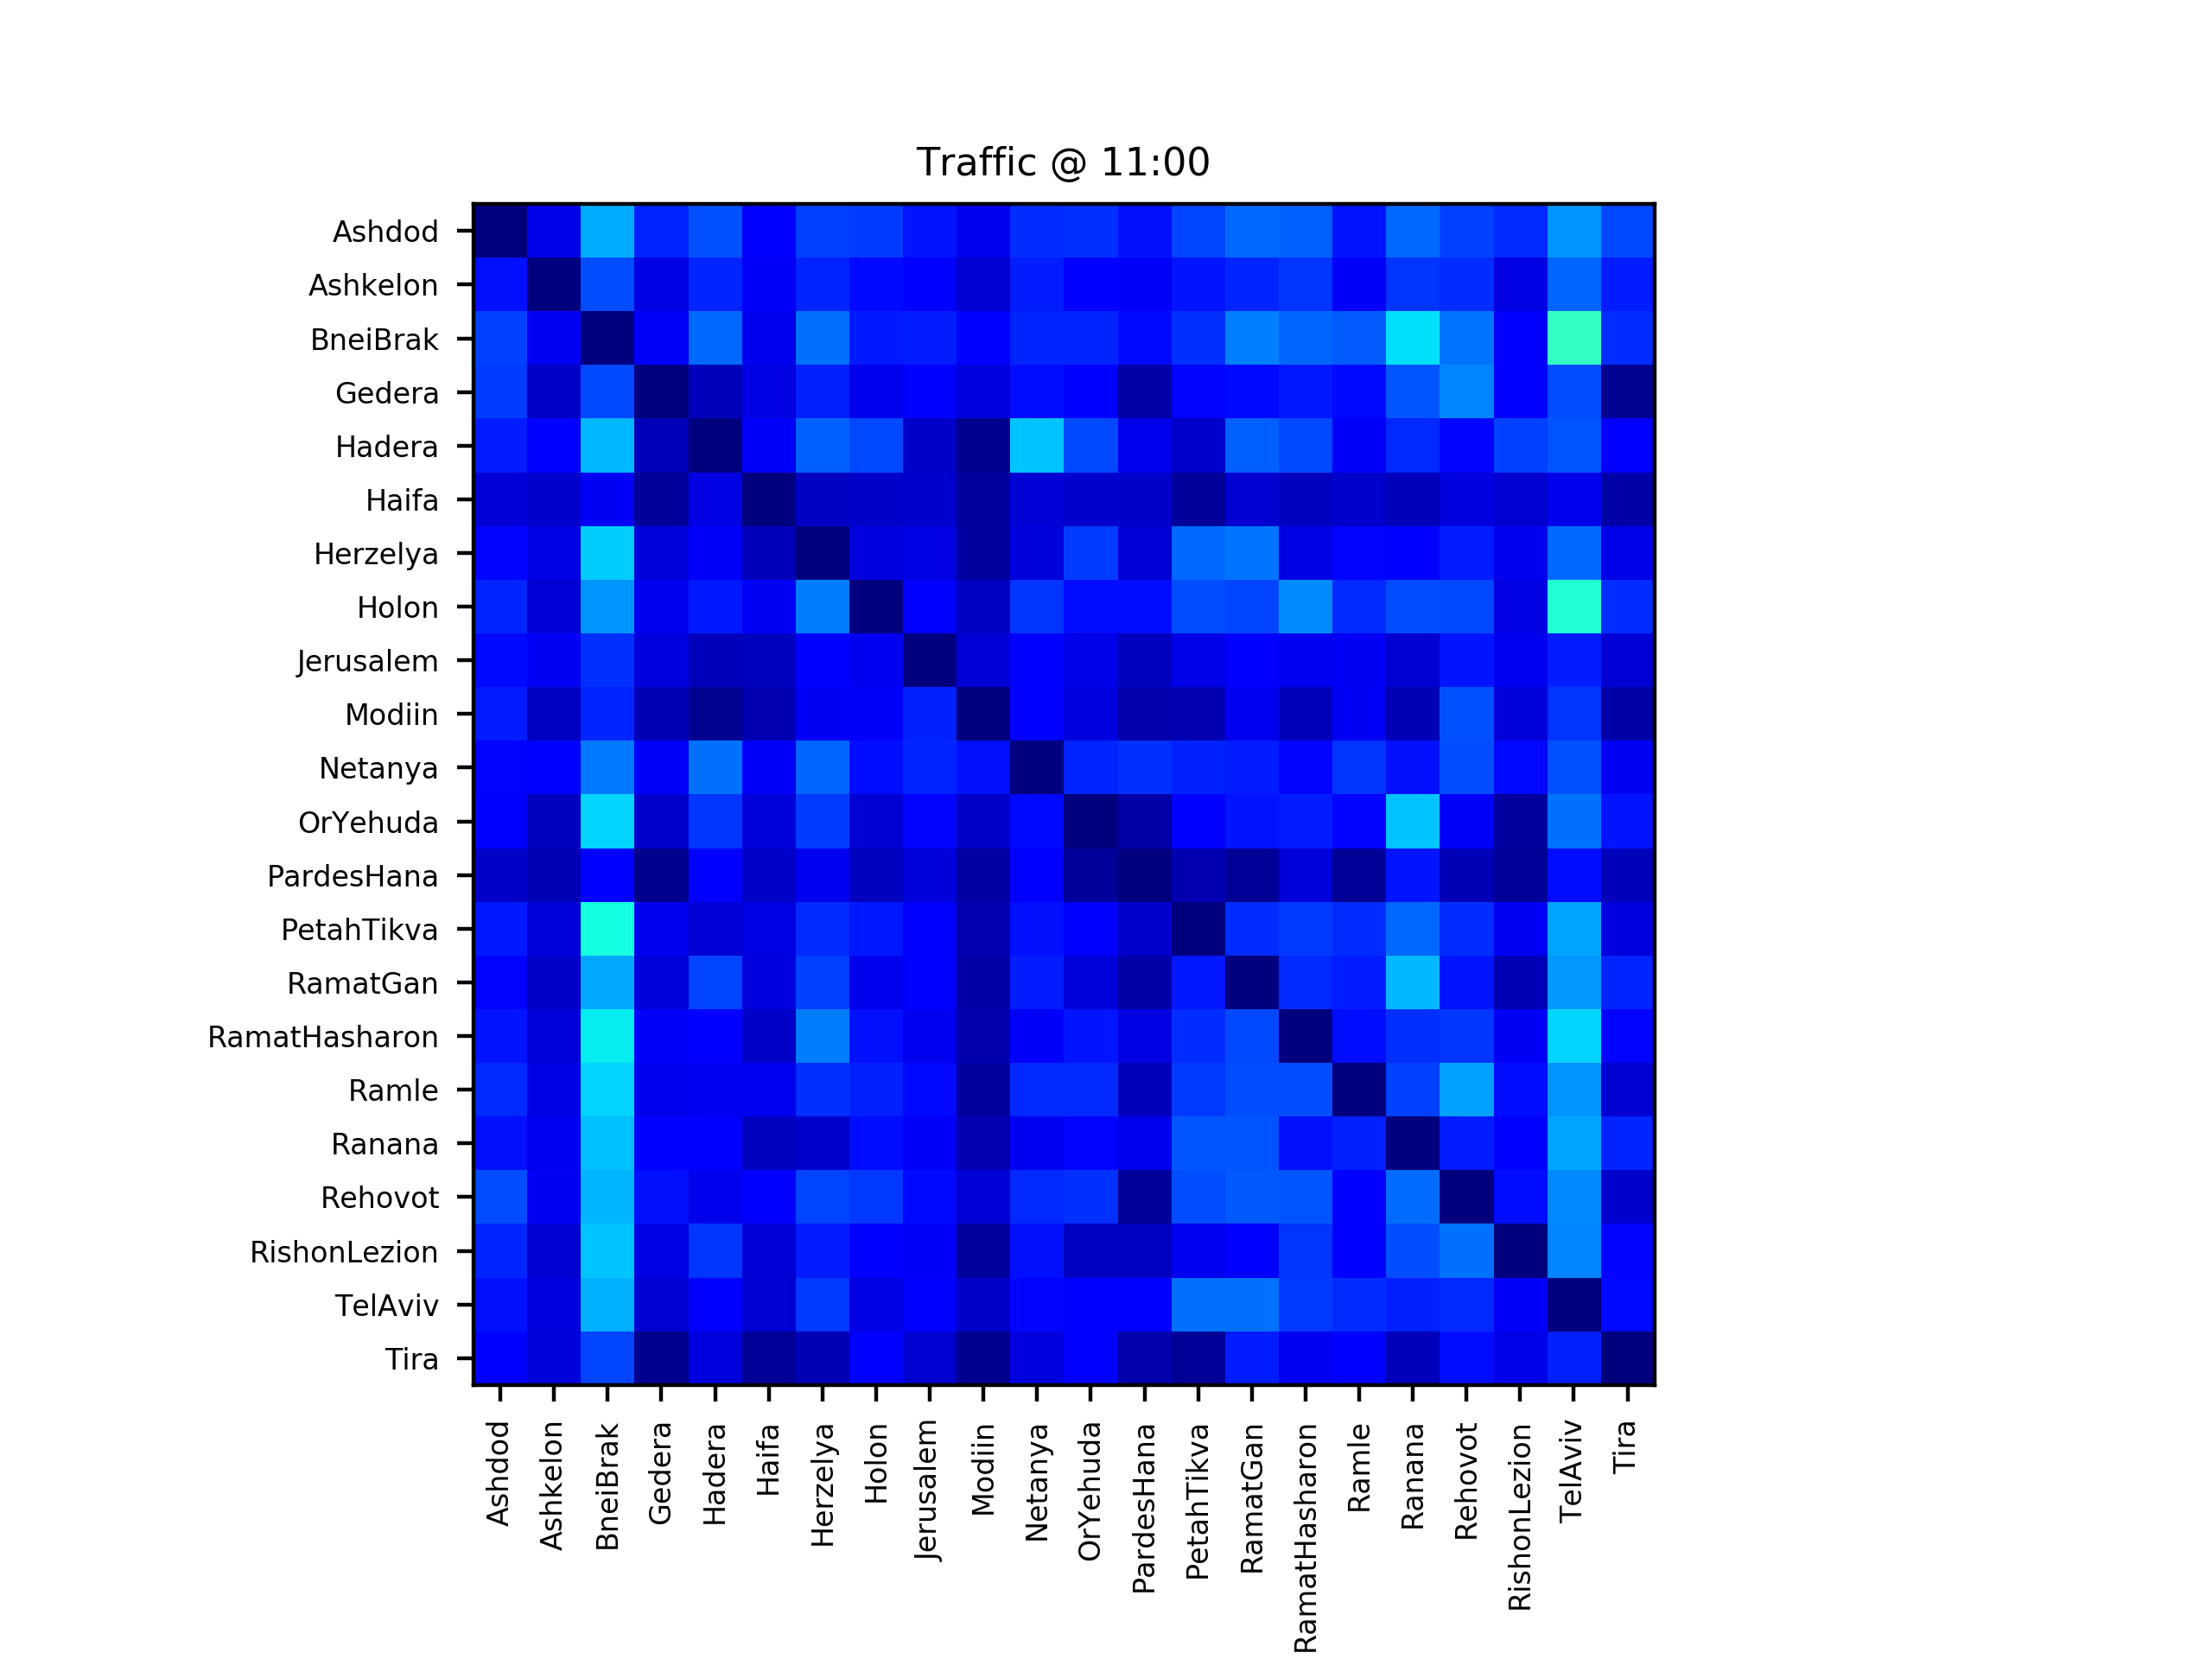 Traffic @ 11:00
Ashdod
Ashkelon
BneiBrak
Gedera
Hadera
Haifa
Herzelya
Holon
Jerusalem
Modiin
Netanya
OrYehuda
PardesHana
PetahTikva
RamatGan
RamatHasharon
Ramle
Ranana
Rehovot
RishonLezion
TelAviv
Tira
Ashdod
Ashkelon
BneiBrak
Gedera
Hadera
Haifa
Herzelya
Holon
Jerusalem
Modiin
Netanya
OrYehuda
PardesHana
PetahTikva
RamatGan
RamatHasharon
Ramle
Ranana
Rehovot
RishonLezion
TelAviv
Tira